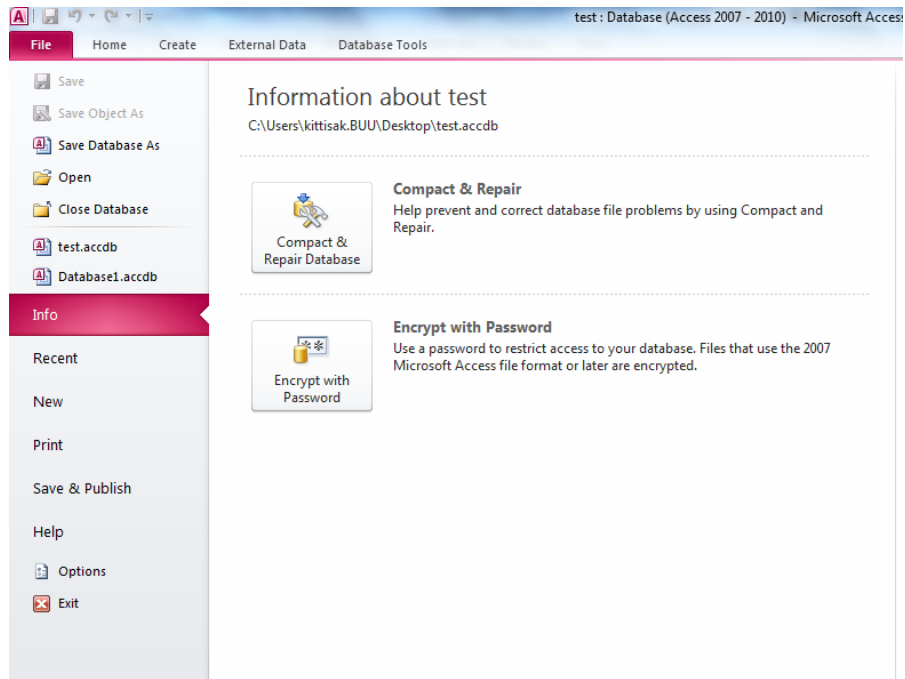 test : Database (Access 2007 - 2010) - Microsoft Access
File Home Create External Data Database Tools
Save
Save Object As
Save Database As
Open
Close Database
test.accdb
Database1.accdb
Info
Recent
New
Print
Save & Publish
Help
Options
Exit
Information about test
C:\Users\kittisak.BUU\Desktop\test.accdb
Compact &
Repair Database
Compact & Repair
Help prevent and correct database file problems by using Compact and
Repair.
Encrypt with
Password
Encrypt with Password
Use a password to restrict access to your database. Files that use the 2007
Microsoft Access file format or later are encrypted.